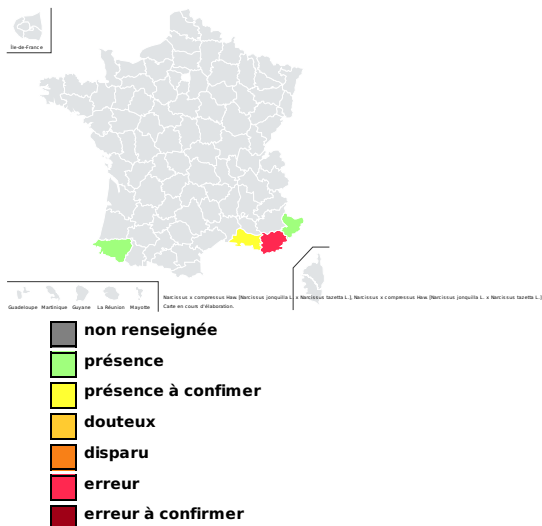 Île-de-France
Guadeloupe Martinique Guyane La Réunion Mayotte
Narcissus x compressus Haw. [Narcissus jonquilla L. x Narcissus tazetta L.], Narcissus x compressus Haw. [Narcissus jonquilla L. x Narcissus tazetta L.]
Carte en cours d'élaboration.
non renseignée
présence
présence à confimer
douteux
disparu
erreur
erreur à confirmer